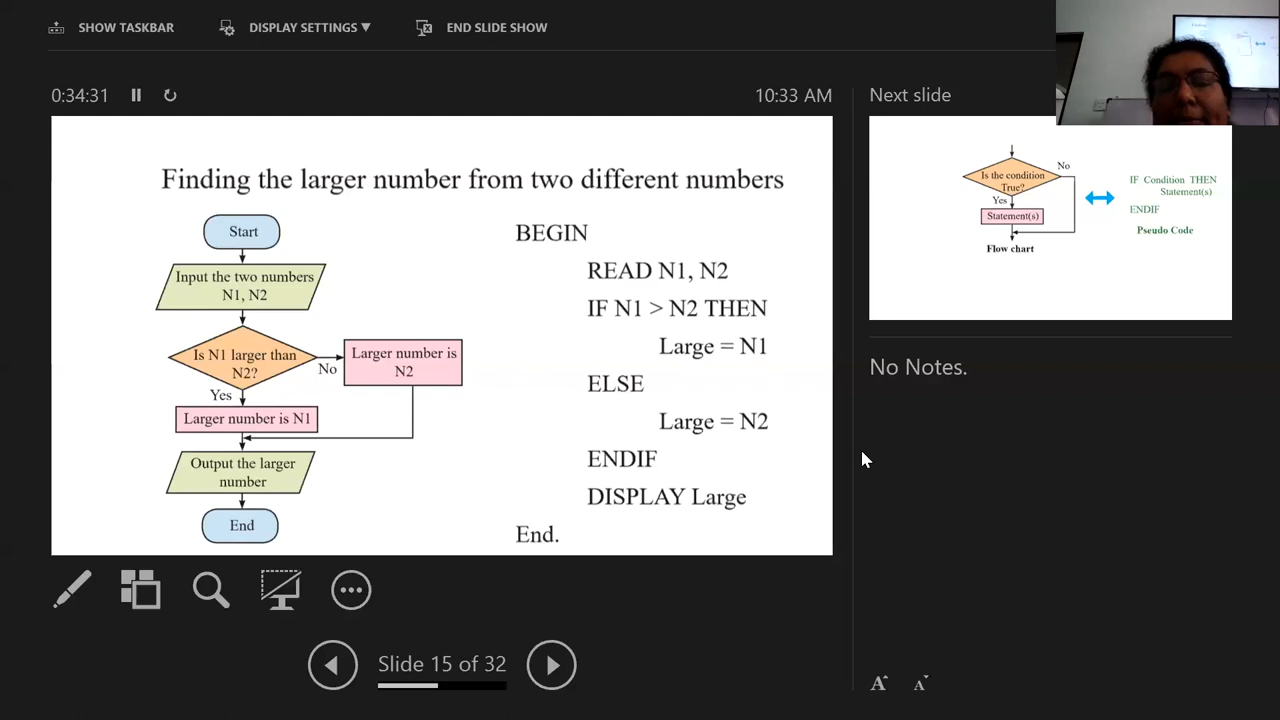 SHOW TASKBAR
DISPLAY SETTINGS ▼
END SLIDE SHOW
0:34:31
10:33 AM
Next slide
Finding the larger number from two different numbers
Start
Input the two numbers
N1, N2
Is N1 larger than
N2?
No
Larger number is
N2
Yes
Larger number is N1
Output the larger
number
End
BEGIN
READ N1, N2
IF N1 > N2 THEN
Large = N1
ELSE
Large = N2
ENDIF
DISPLAY Large
End.
Is the condition
True?
No
Yes
Statement(s)
Flow chart
IF Condition THEN
Statement(s)
ENDIF
Pseudo Code
No Notes.
Slide 15 of 32
A
A